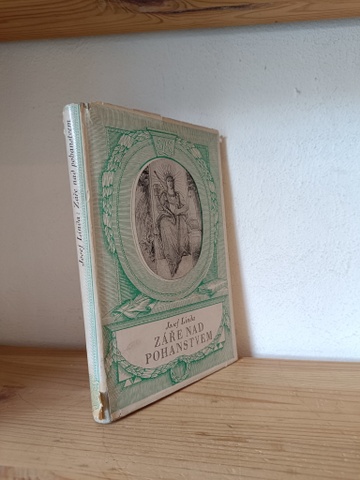 Josef Linda: Záře nad pohanstvem
Josef Linda
ZÁŘE NAD
POHANSTVEM